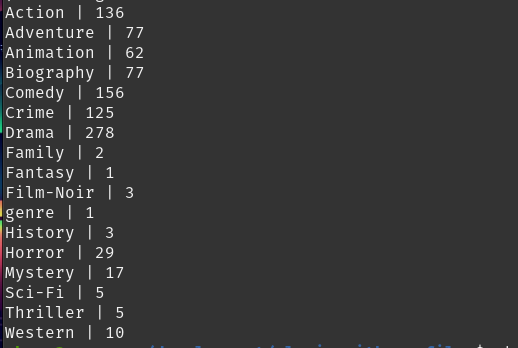 Action | 136
Adventure | 77
Animation | 62
Biography | 77
Comedy | 156
Crime | 125
Drama | 278
Family | 2
Fantasy | 1
Film-Noir | 3
genre | 1
History | 3
Horror | 29
Mystery | 17
Sci-Fi | 5
Thriller | 5
Western | 10